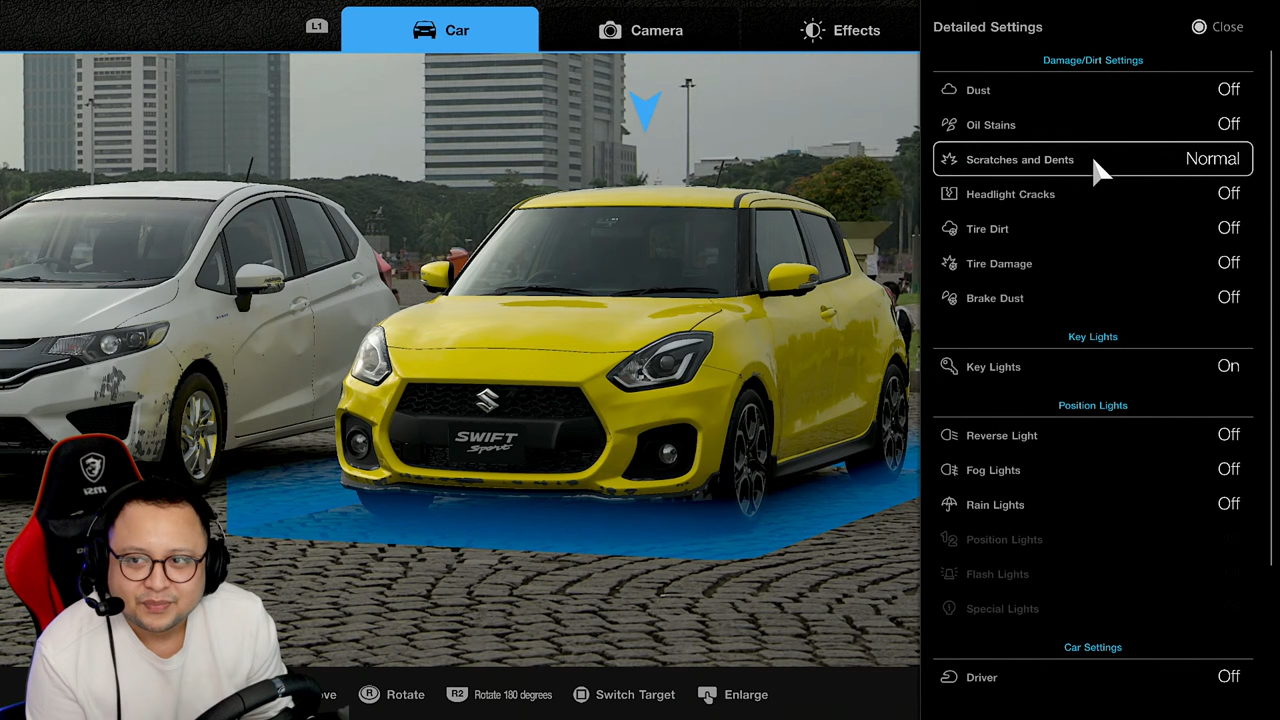 L1
Car
Camera
Effects
Detailed Settings
Close
Damage/Dirt Settings
Dust Off
Oil Stains Off
Scratches and Dents Normal
Headlight Cracks Off
Tire Dirt Off
Tire Damage Off
Brake Dust Off
Key Lights
Key Lights On
Position Lights
Reverse Light Off
Fog Lights Off
Rain Lights Off
Position Lights
Flash Lights
Special Lights
Car Settings
Driver Off
SWIFT
Sport
msi
ove
R Rotate
R2 Rotate 180 degrees
Switch Target
Enlarge